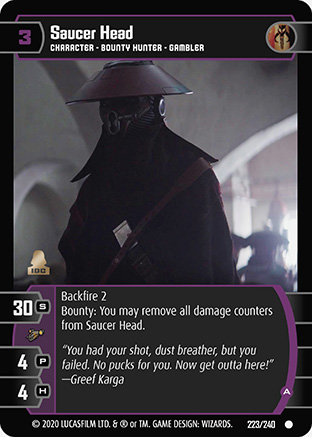 3
Saucer Head
CHARACTER - BOUNTY HUNTER - GAMBLER
30 S
Backfire 2
Bounty: You may remove all damage counters
from Saucer Head.
4 P
4 H
“You had your shot, dust breather, but you
failed. No pucks for you. Now get outta here!”
—Greef Karga
A
© 2020 LUCASFILM LTD. & ® or TM. GAME DESIGN: WIZARDS. 223/240